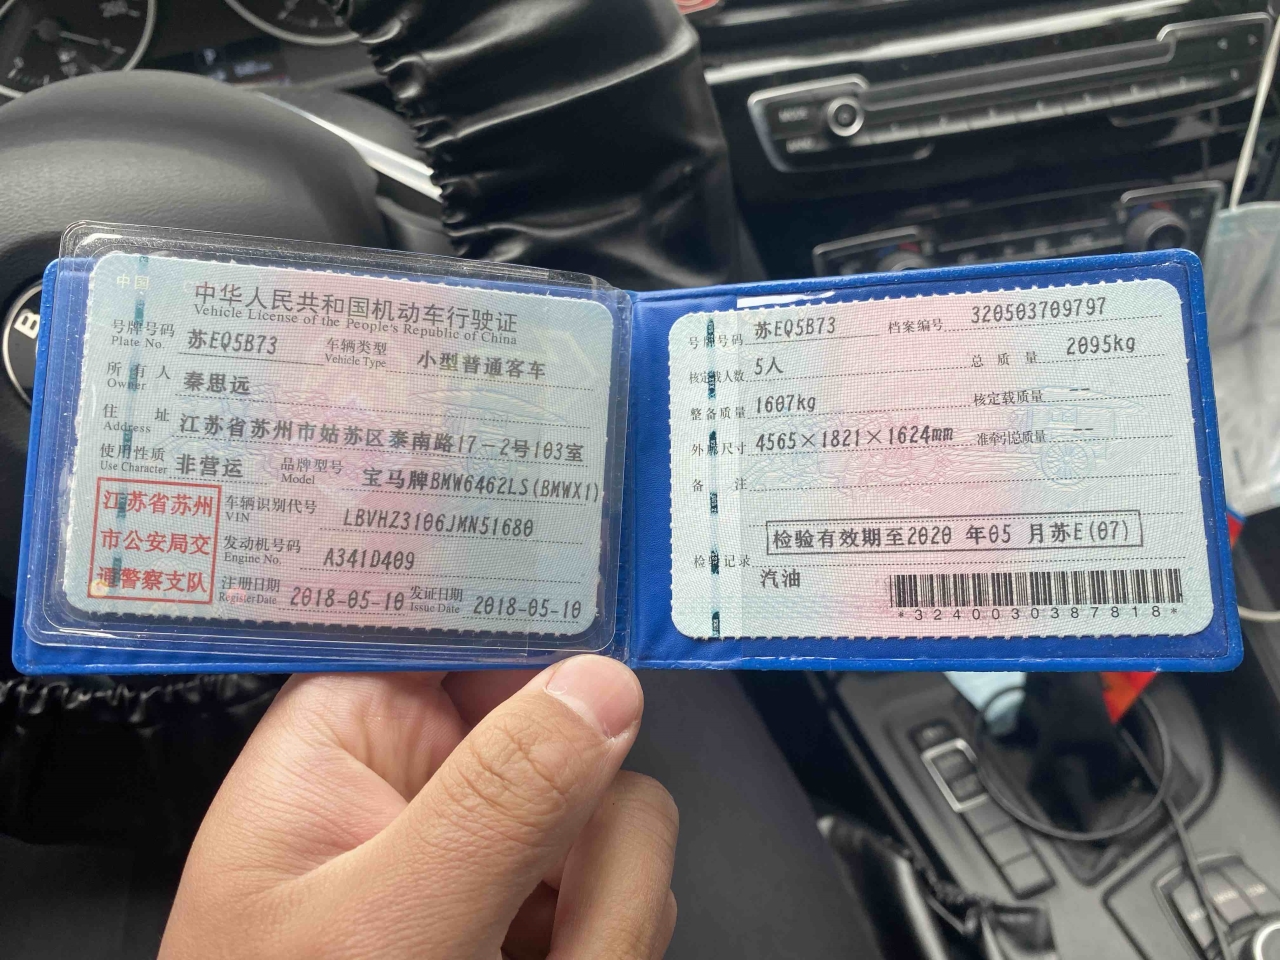 中国
中华人民共和国机动车行驶证
Vehicle License of the People's Republic of China
号牌号码 苏EQ5B73 车辆类型 小型普通客车
Plate No. Vehicle Type
所有人 秦思远
Owner
住址 江苏省苏州市姑苏区泰南路17-2号103室
Address
使用性质 非营运 品牌型号 宝马牌BMW6462LS(BMWX1)
Use Character Model
江苏省苏州
市公安局交
通警察支队
车辆识别代号 LBVHZ3106JMN51680
VIN
发动机号码 A341D409
Engine No.
注册日期 2018-05-10 发证日期 2018-05-10
Register Date Issue Date
号牌号码 苏EQ5B73 档案编号 320503709797
核定载人数 5人 总质量 2095kg
整备质量 1607kg 核定载质量 --
外廓尺寸 4565×1821×1624mm 准牵引总质量 --
备注
检验有效期至2020 年05 月苏E(07)
检验记录
汽油
*3240030387818*